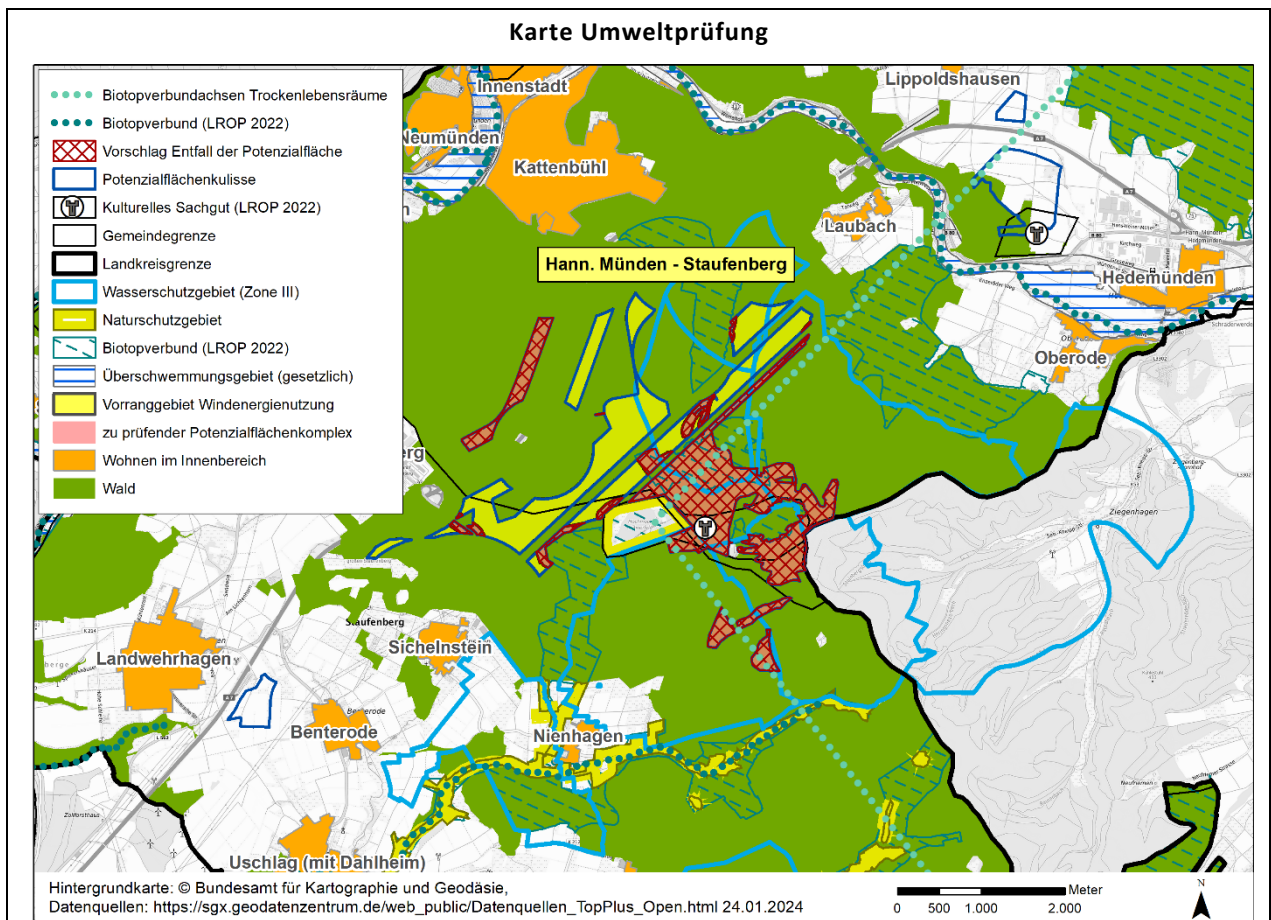 Karte Umweltprüfung
Biotopverbundachsen Trockenlebensräume
Biotopverbund (LROP 2022)
Vorschlag Entfall der Potenzialfläche
Potenzialflächenkulisse
Kulturelles Sachgut (LROP 2022)
Gemeindegrenze
Landkreisgrenze
Wasserschutzgebiet (Zone III)
Naturschutzgebiet
Biotopverbund (LROP 2022)
Überschwemmungsgebiet (gesetzlich)
Vorranggebiet Windenergienutzung
zu prüfender Potenzialflächenkomplex
Wohnen im Innenbereich
Wald
Innenstadt
Neumünden
Kattenbühl
Lippoldshausen
Laubach
Hedemünden
Oberode
Hann. Münden - Staufenberg
Ziegenhagen
Staufenberg
Sichelnstein
Landwehrhagen
Benterode
Benterode
Nienhagen
Uschlag (mit Dahlheim)
Hintergrundkarte: © Bundesamt für Kartographie und Geodäsie,
Datenquellen: https://sgx.geodatenzentrum.de/web_public/Datenquellen_TopPlus_Open.html 24.01.2024
Meter
0 500 1.000 2.000
N